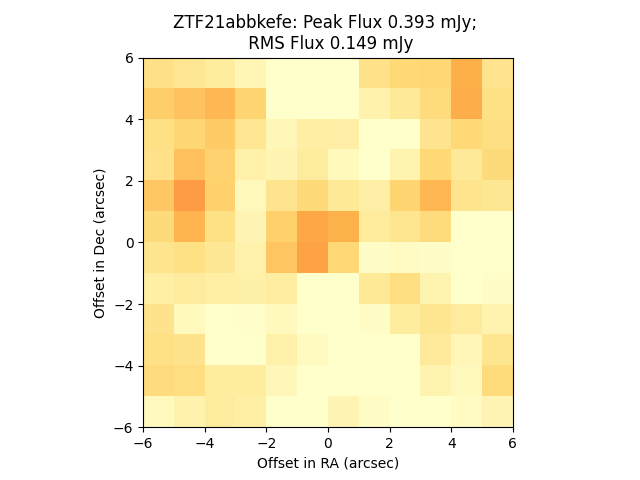 ZTF21abbkefe: Peak Flux 0.393 mJy;
RMS Flux 0.149 mJy
6
4
2
0
−2
−4
−6
Offset in Dec (arcsec)
−6 −4 −2 0 2 4 6
Offset in RA (arcsec)